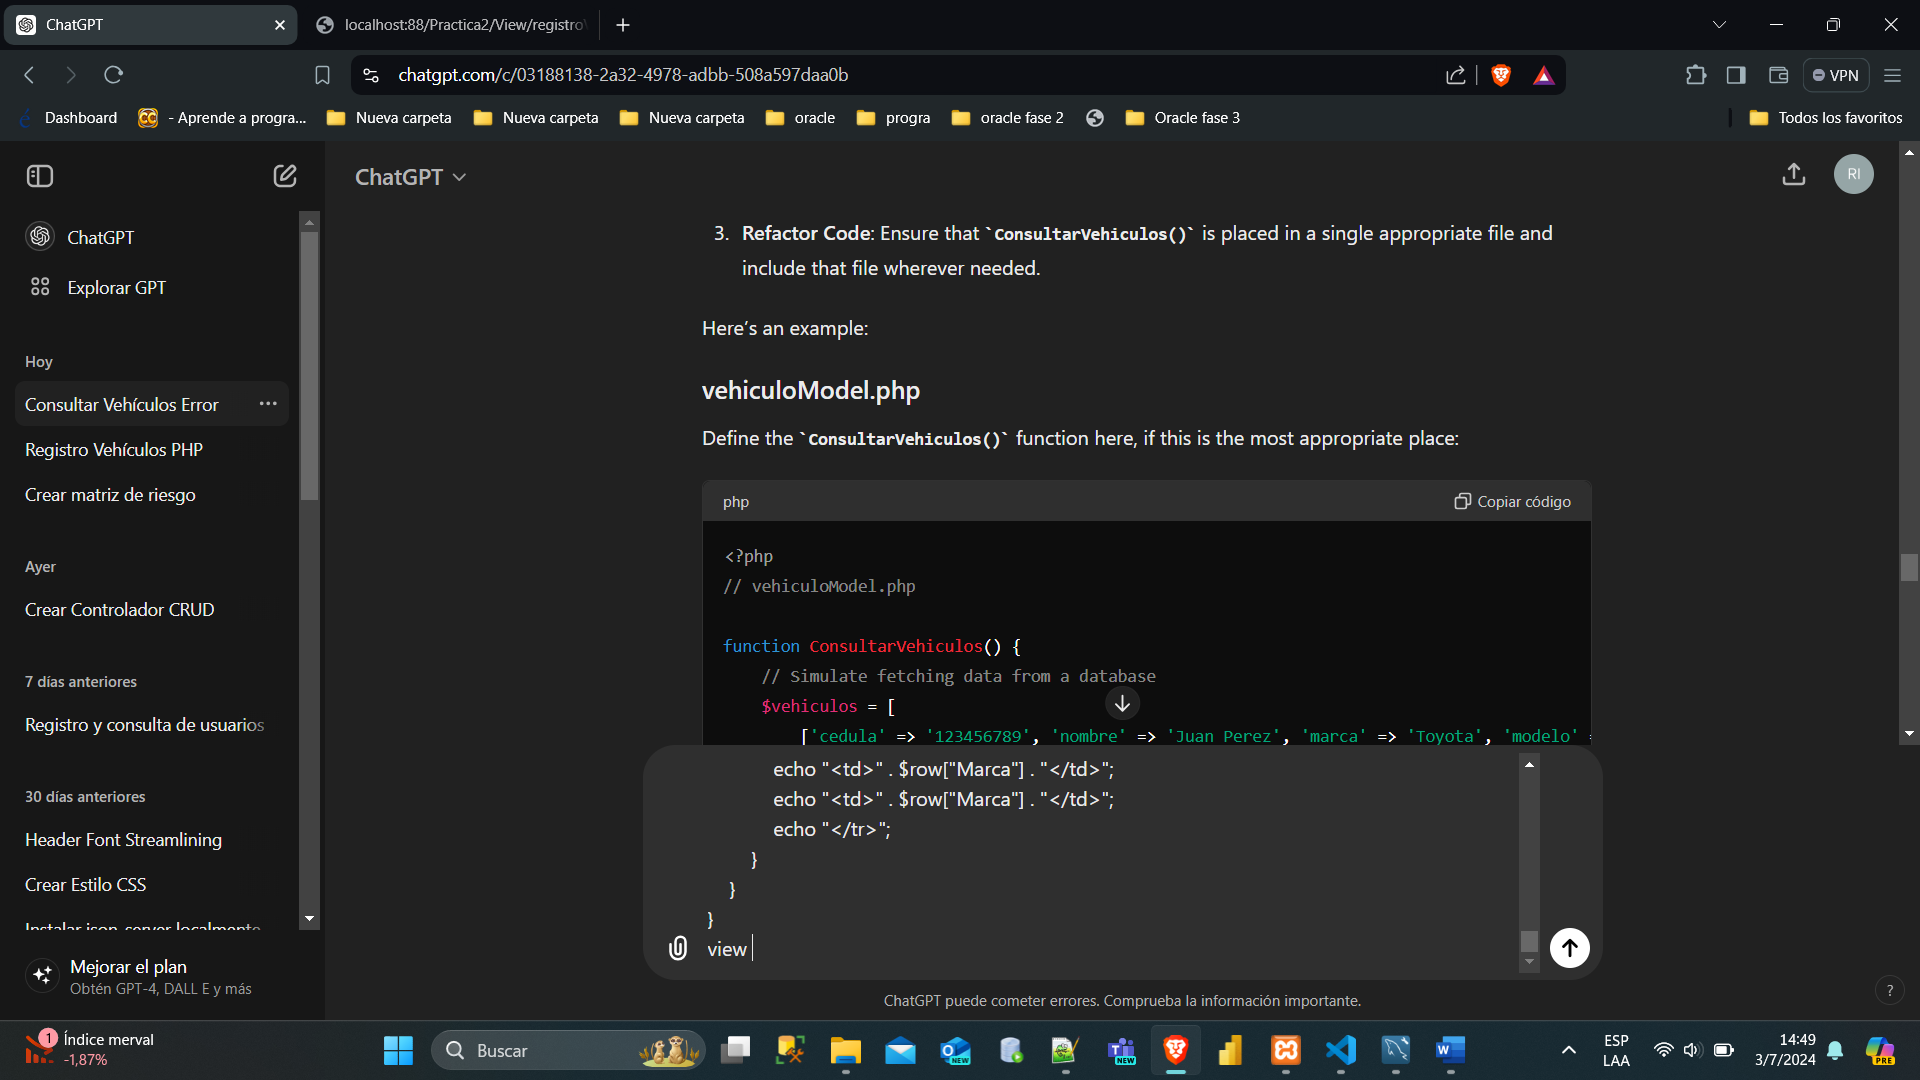 ChatGPT
localhost:88/Practica2/View/registro
chatgpt.com/c/03188138-2a32-4978-adbb-508a597daa0b
VPN
Dashboard
- Aprende a progra...
Nueva carpeta
Nueva carpeta
Nueva carpeta
oracle
progra
oracle fase 2
Oracle fase 3
Todos los favoritos
ChatGPT
RI
ChatGPT
Explorar GPT
Hoy
Consultar Vehículos Error
Registro Vehículos PHP
Crear matriz de riesgo
Ayer
Crear Controlador CRUD
7 días anteriores
Registro y consulta de usuarios
30 días anteriores
Header Font Streamlining
Crear Estilo CSS
Instalar json-server localmente
Mejorar el plan
Obtén GPT-4, DALL E y más
3. Refactor Code: Ensure that `ConsultarVehiculos()` is placed in a single appropriate file and
include that file wherever needed.
Here's an example:
vehiculoModel.php
Define the `ConsultarVehiculos()` function here, if this is the most appropriate place:
php
Copiar código
<?php
// vehiculoModel.php
function ConsultarVehiculos() {
// Simulate fetching data from a database
$vehiculos = [
['cedula' => '123456789', 'nombre' => 'Juan Perez', 'marca' => 'Toyota', 'modelo' =
echo "<td>" . $row["Marca"] . "</td>";
echo "<td>" . $row["Marca"] . "</td>";
echo "</tr>";
}
}
}
view
ChatGPT puede cometer errores. Comprueba la información importante.
?
1
Índice merval
-1,87%
Buscar
NEW
NEW
ESP
LAA
14:49
3/7/2024
PRE